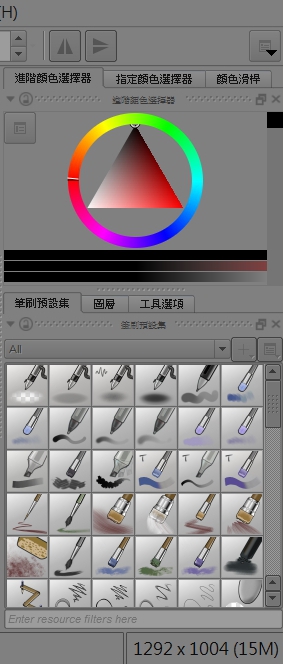 (H)
進階顏色選擇器 指定顏色選擇器 顏色滑桿
進階顏色選擇器
筆刷預設集 圖層 工具選項
筆刷預設集
All
T T T
Enter resource filters here
1292 x 1004 (15M)